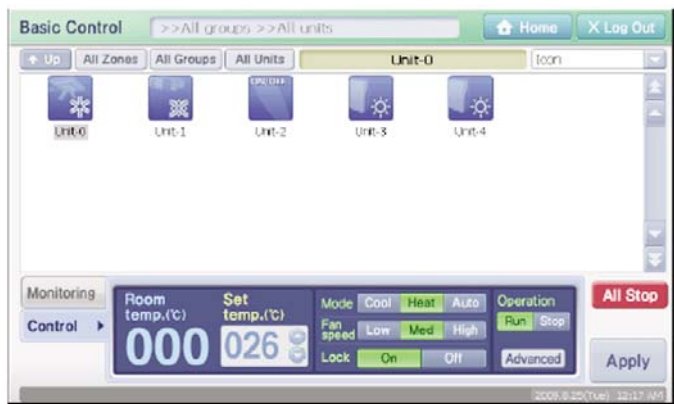 Basic Control >>All groups >>All units Home X Log Out
Up All Zones All Groups All Units Unit-0 Icon
ON/OFF
Unit-0 Unit-1 Unit-2 Unit-3 Unit-4
Monitoring
Control
Room temp.(℃)
000
Set temp.(℃)
026
Mode Cool Heat Auto
Fan speed Low Med High
Lock On Off
Operation
Run Stop
Advanced
All Stop
Apply
2009.8.25(Tue) 12:17 AM